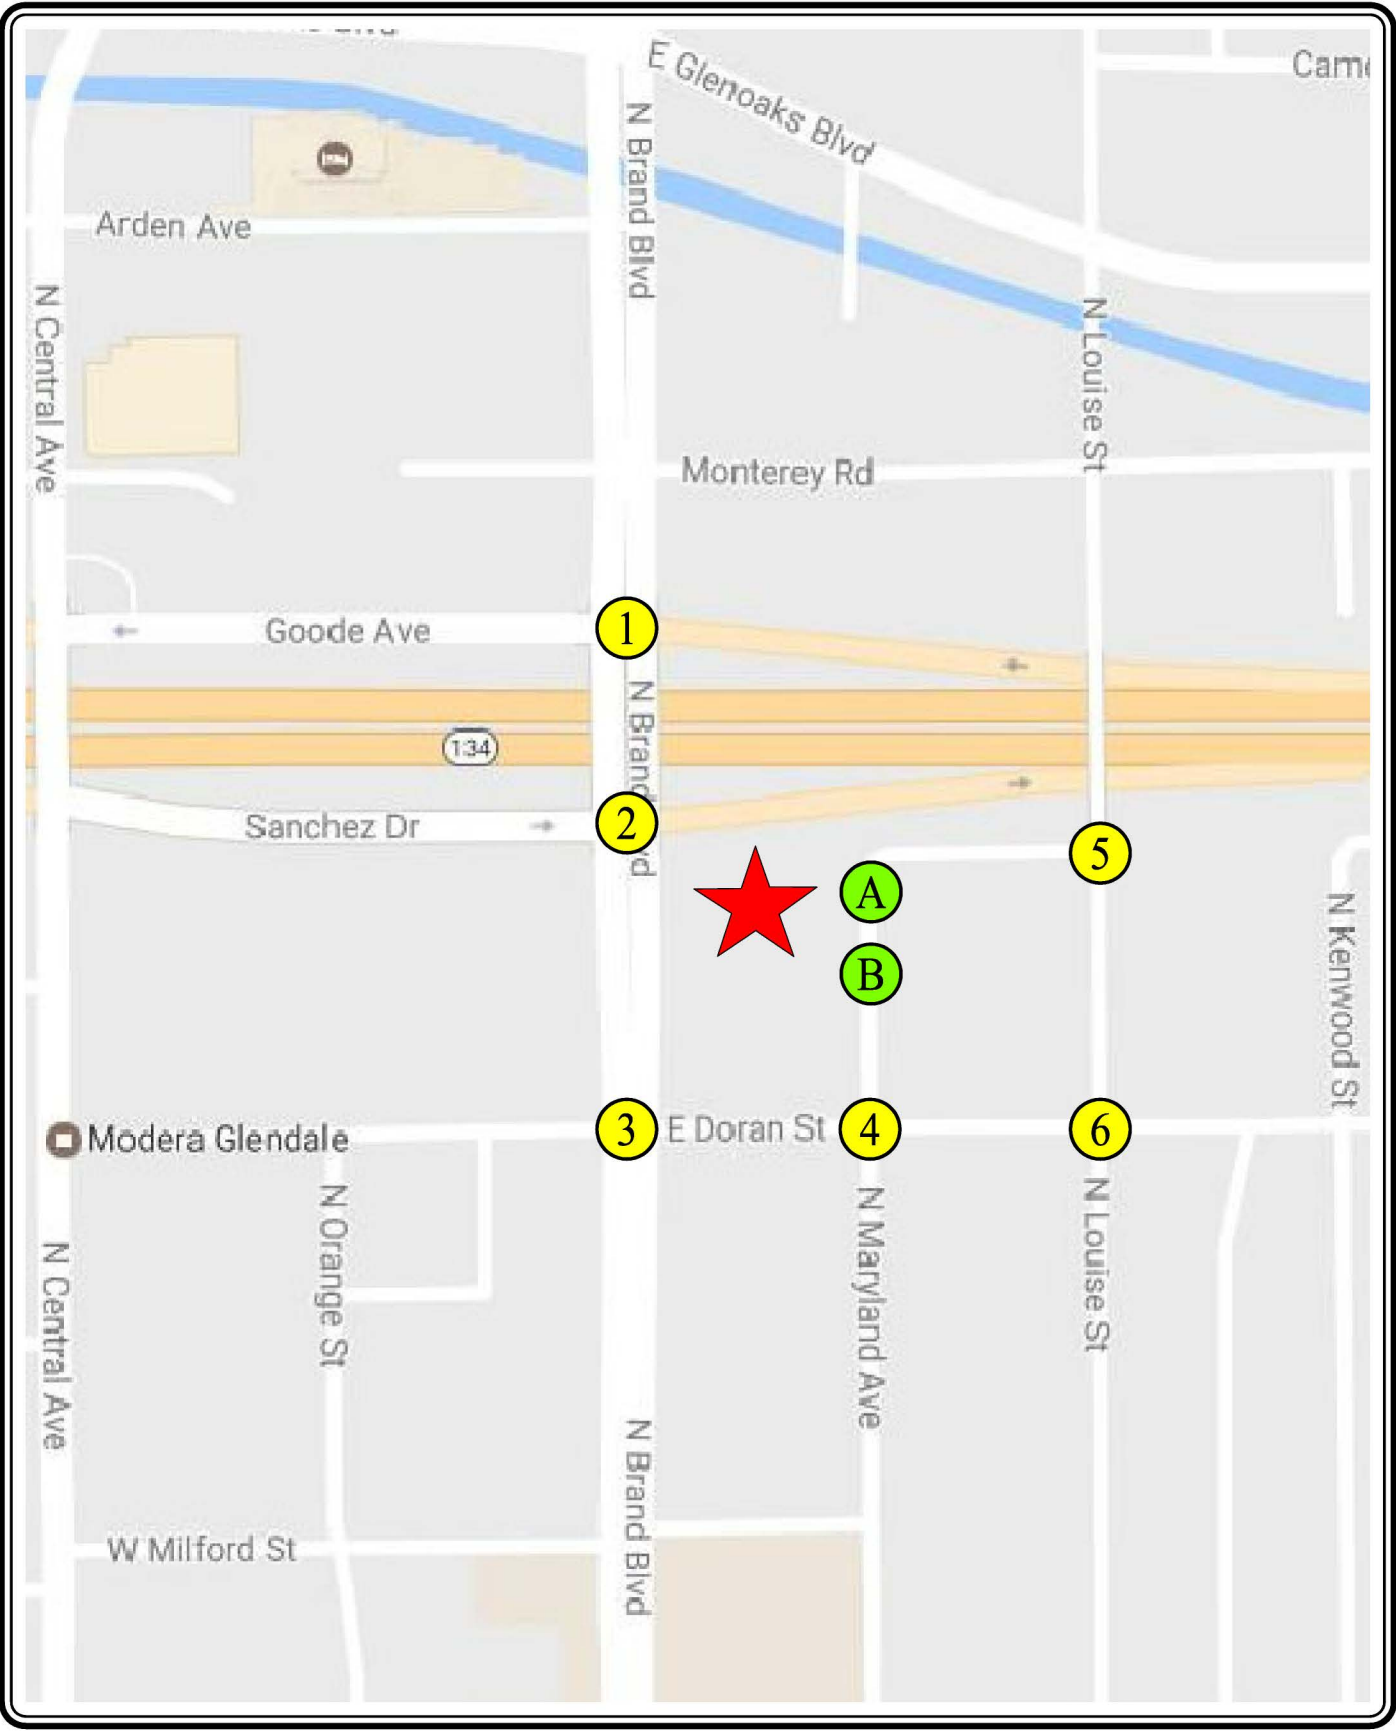 E Glenoaks Blvd
N Brand Blvd
Arden Ave
N Central Ave
N Louise St
Monterey Rd
1
Goode Ave
N Brand
134
Sanchez Dr
2
5
A
B
N Kenwood St
Modera Glendale
3
E Doran St
4
6
N Orange St
N Maryland Ave
N Louise St
N Central Ave
N Brand Blvd
W Milford St